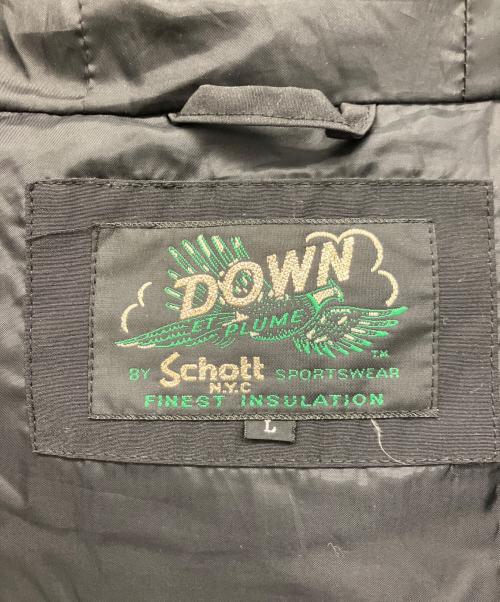 DOWN
ET PLUME
TM
BY Schott SPORTSWEAR
N.Y.C
FINEST INSULATION
L